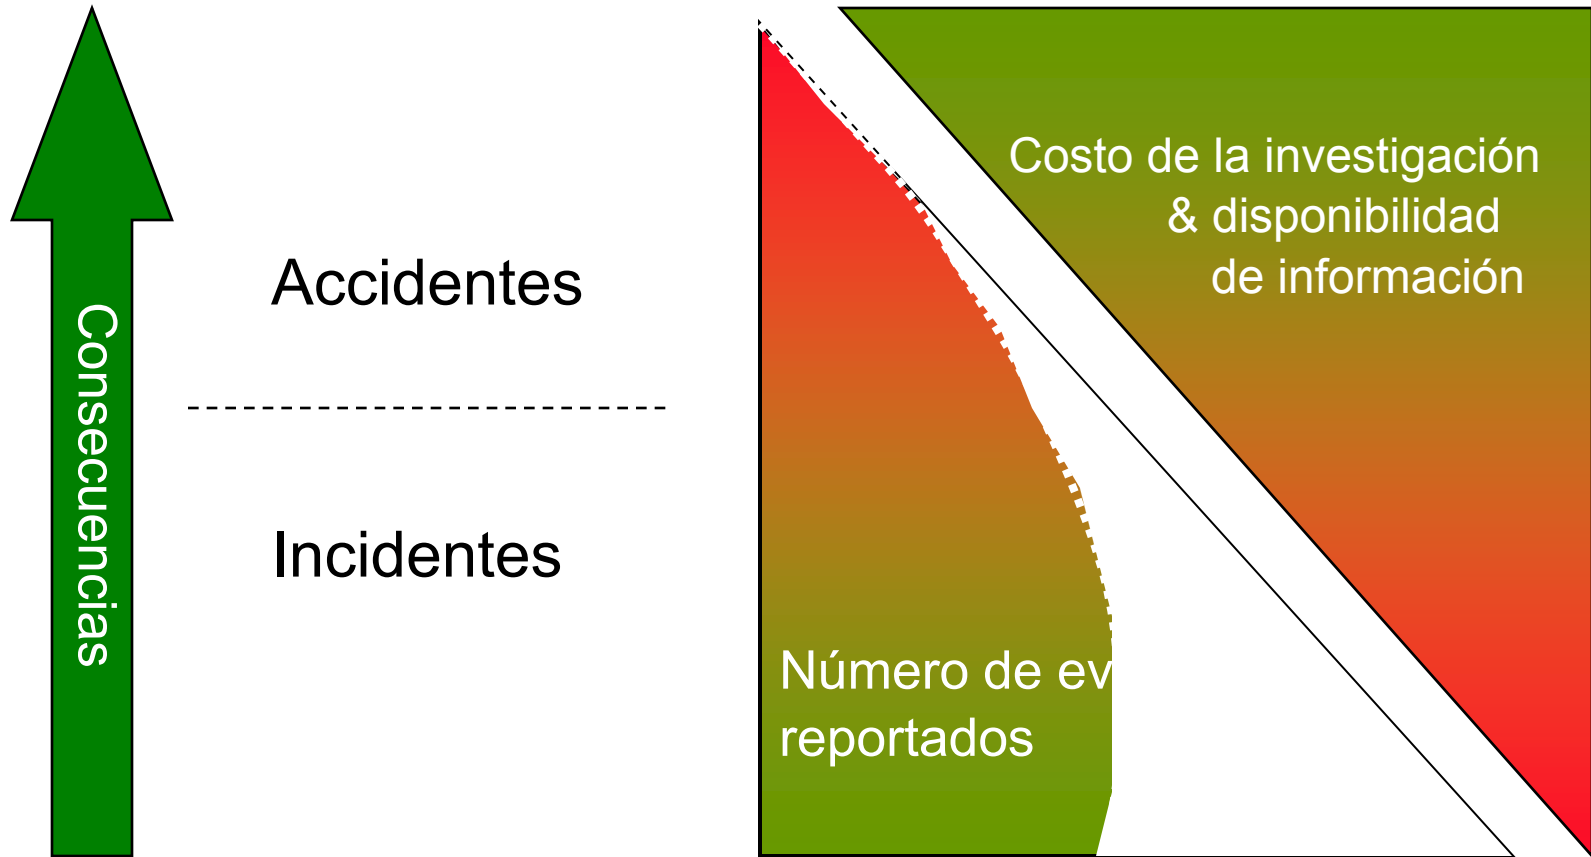 Consecuencias
Accidentes
Incidentes
Costo de la investigación
& disponibilidad
de información
Número de ev
reportados